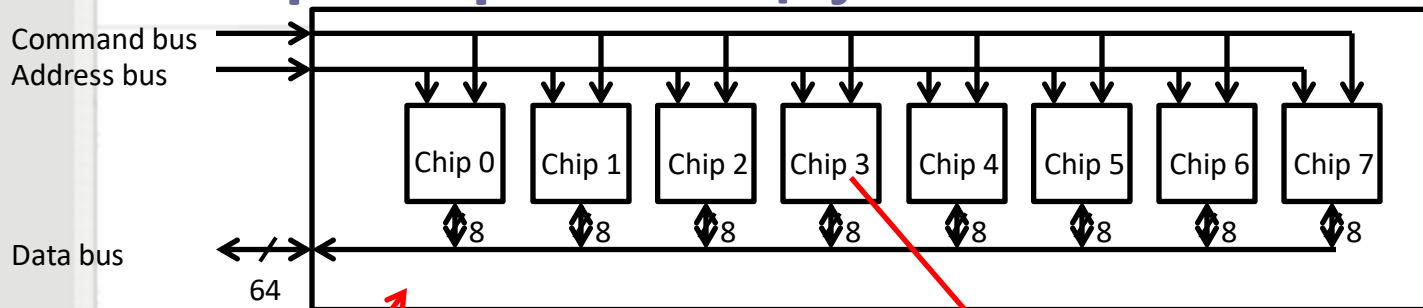 Command bus
Address bus
Chip 0 Chip 1 Chip 2 Chip 3 Chip 4 Chip 5 Chip 6 Chip 7
8 8 8 8 8 8 8 8
Data bus
64